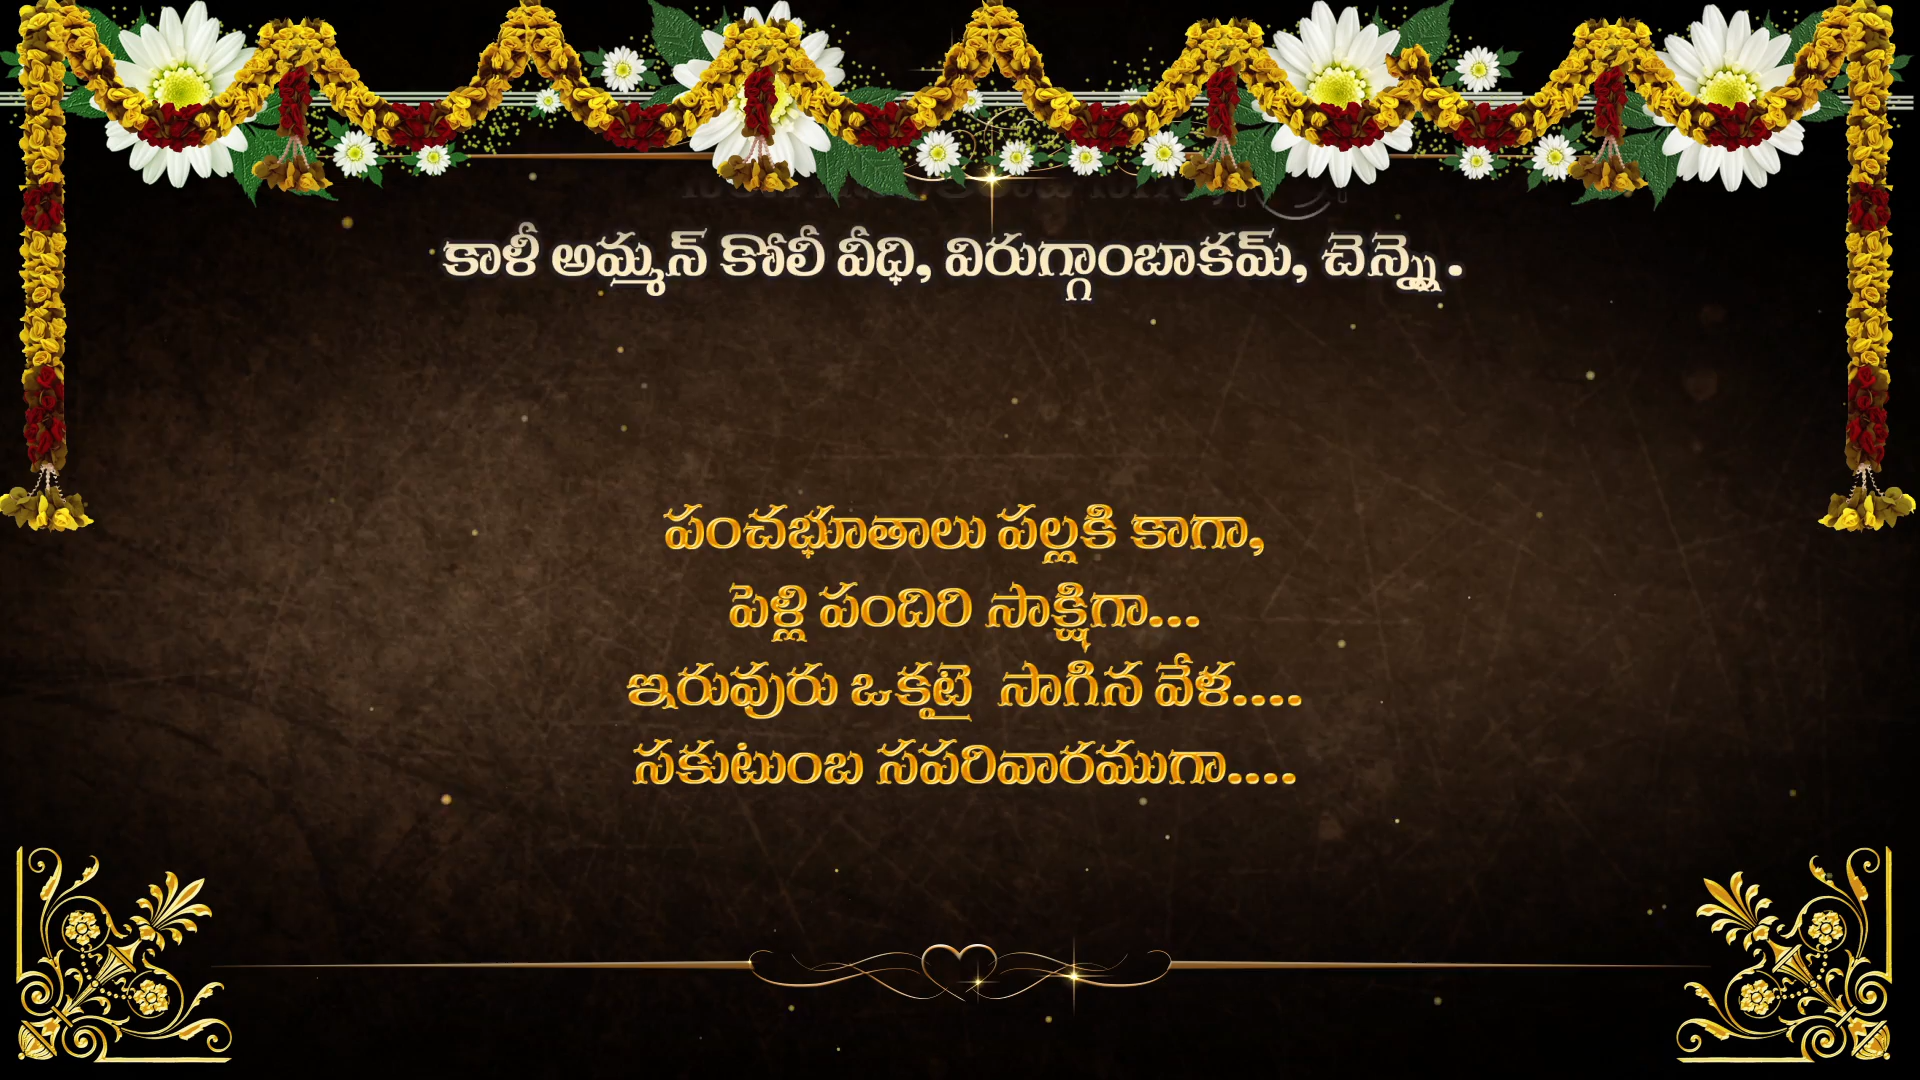 కాళీ అమ్మన్ కోలీ వీధి, విరుగ్గాంబాకమ్, చెన్నై.
పంచభూతాలు పల్లకి కాగా,
పెళ్లి పందిరి సాక్షిగా...
ఇరువురు ఒకటై సాగిన వేళ....
సకుటుంబ సపరివారముగా....